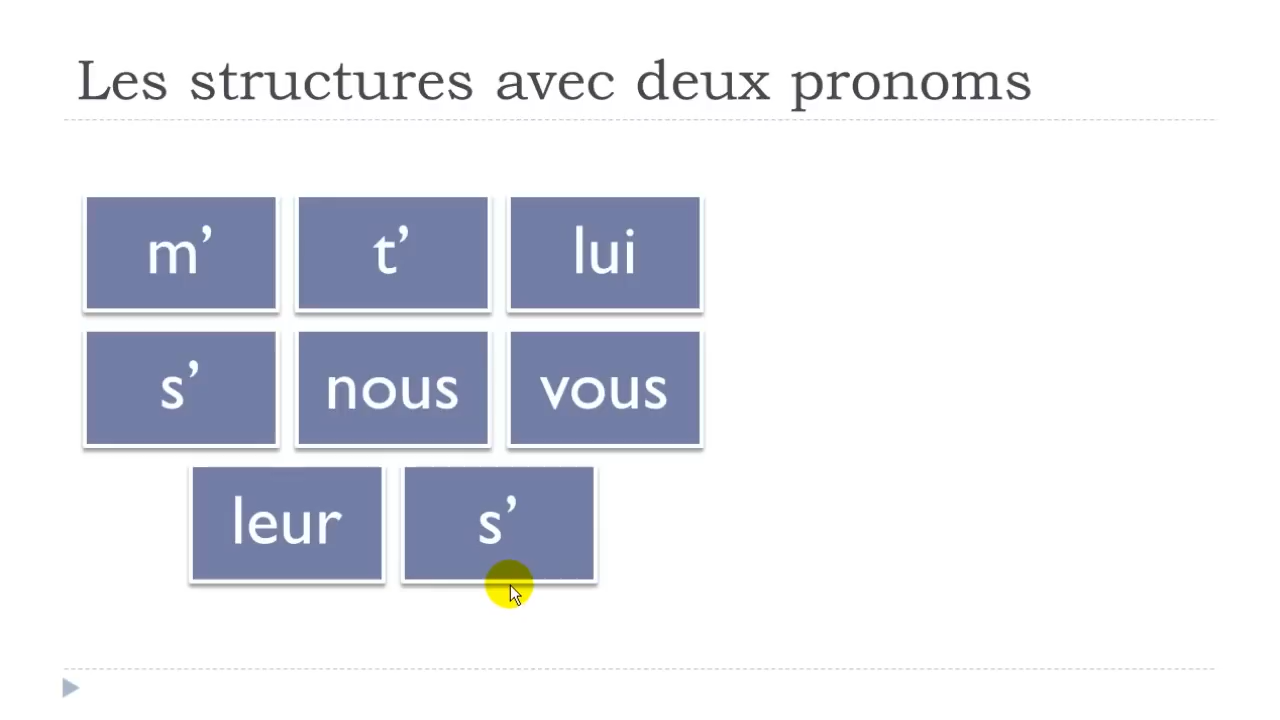 Les structures avec deux pronoms
m’ t’ lui
s’ nous vous
leur s’